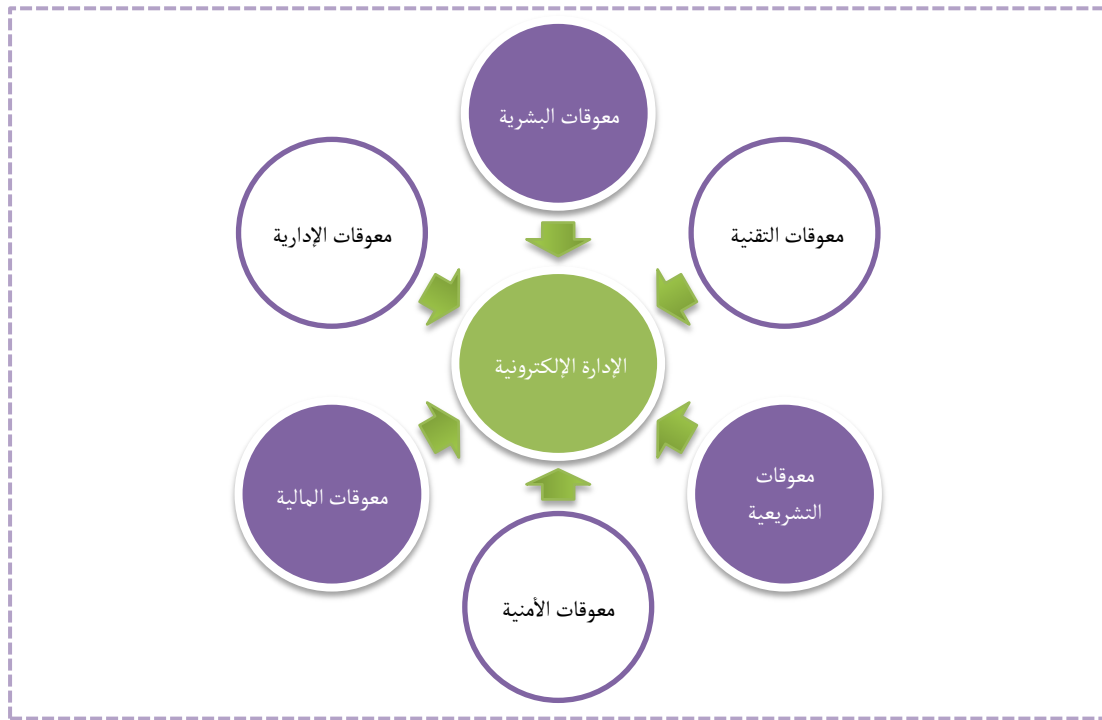 معوقات البشرية
معوقات التقنية
معوقات الإدارية
الإدارة الإلكترونية
معوقات
التشريعية
معوقات المالية
معوقات الأمنية